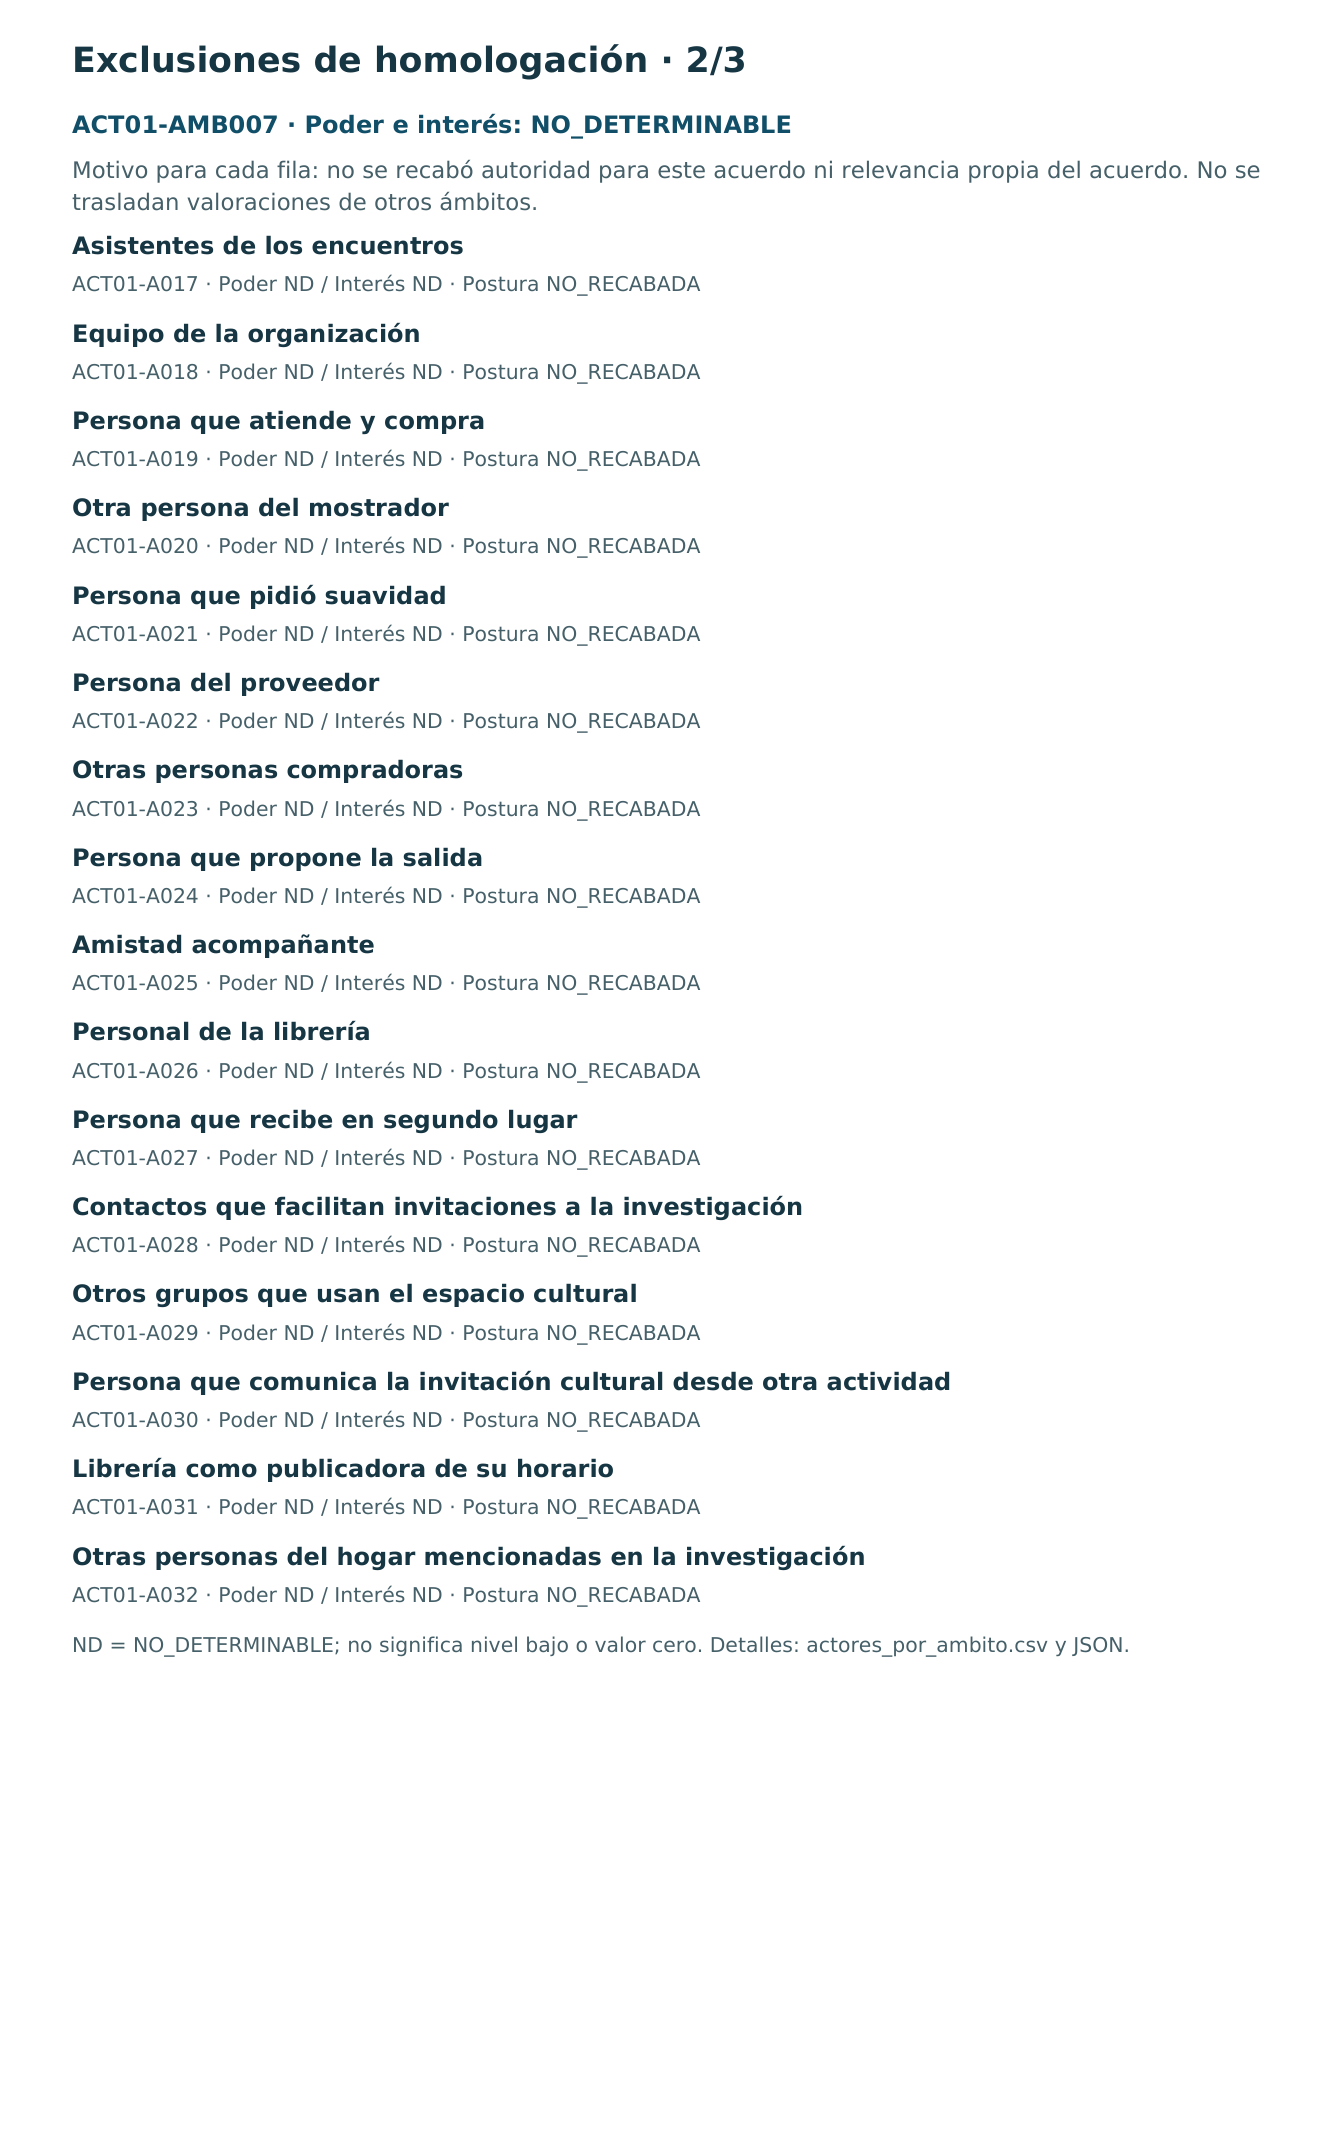 Exclusiones de homologación · 2/3
ACT01-AMB007 · Poder e interés: NO_DETERMINABLE
Motivo para cada fila: no se recabó autoridad para este acuerdo ni relevancia propia del acuerdo. No se
trasladan valoraciones de otros ámbitos.
Asistentes de los encuentros
ACT01-A017 · Poder ND / Interés ND · Postura NO_RECABADA
Equipo de la organización
ACT01-A018 · Poder ND / Interés ND · Postura NO_RECABADA
Persona que atiende y compra
ACT01-A019 · Poder ND / Interés ND · Postura NO_RECABADA
Otra persona del mostrador
ACT01-A020 · Poder ND / Interés ND · Postura NO_RECABADA
Persona que pidió suavidad
ACT01-A021 · Poder ND / Interés ND · Postura NO_RECABADA
Persona del proveedor
ACT01-A022 · Poder ND / Interés ND · Postura NO_RECABADA
Otras personas compradoras
ACT01-A023 · Poder ND / Interés ND · Postura NO_RECABADA
Persona que propone la salida
ACT01-A024 · Poder ND / Interés ND · Postura NO_RECABADA
Amistad acompañante
ACT01-A025 · Poder ND / Interés ND · Postura NO_RECABADA
Personal de la librería
ACT01-A026 · Poder ND / Interés ND · Postura NO_RECABADA
Persona que recibe en segundo lugar
ACT01-A027 · Poder ND / Interés ND · Postura NO_RECABADA
Contactos que facilitan invitaciones a la investigación
ACT01-A028 · Poder ND / Interés ND · Postura NO_RECABADA
Otros grupos que usan el espacio cultural
ACT01-A029 · Poder ND / Interés ND · Postura NO_RECABADA
Persona que comunica la invitación cultural desde otra actividad
ACT01-A030 · Poder ND / Interés ND · Postura NO_RECABADA
Librería como publicadora de su horario
ACT01-A031 · Poder ND / Interés ND · Postura NO_RECABADA
Otras personas del hogar mencionadas en la investigación
ACT01-A032 · Poder ND / Interés ND · Postura NO_RECABADA
ND = NO_DETERMINABLE; no significa nivel bajo o valor cero. Detalles: actores_por_ambito.csv y JSON.